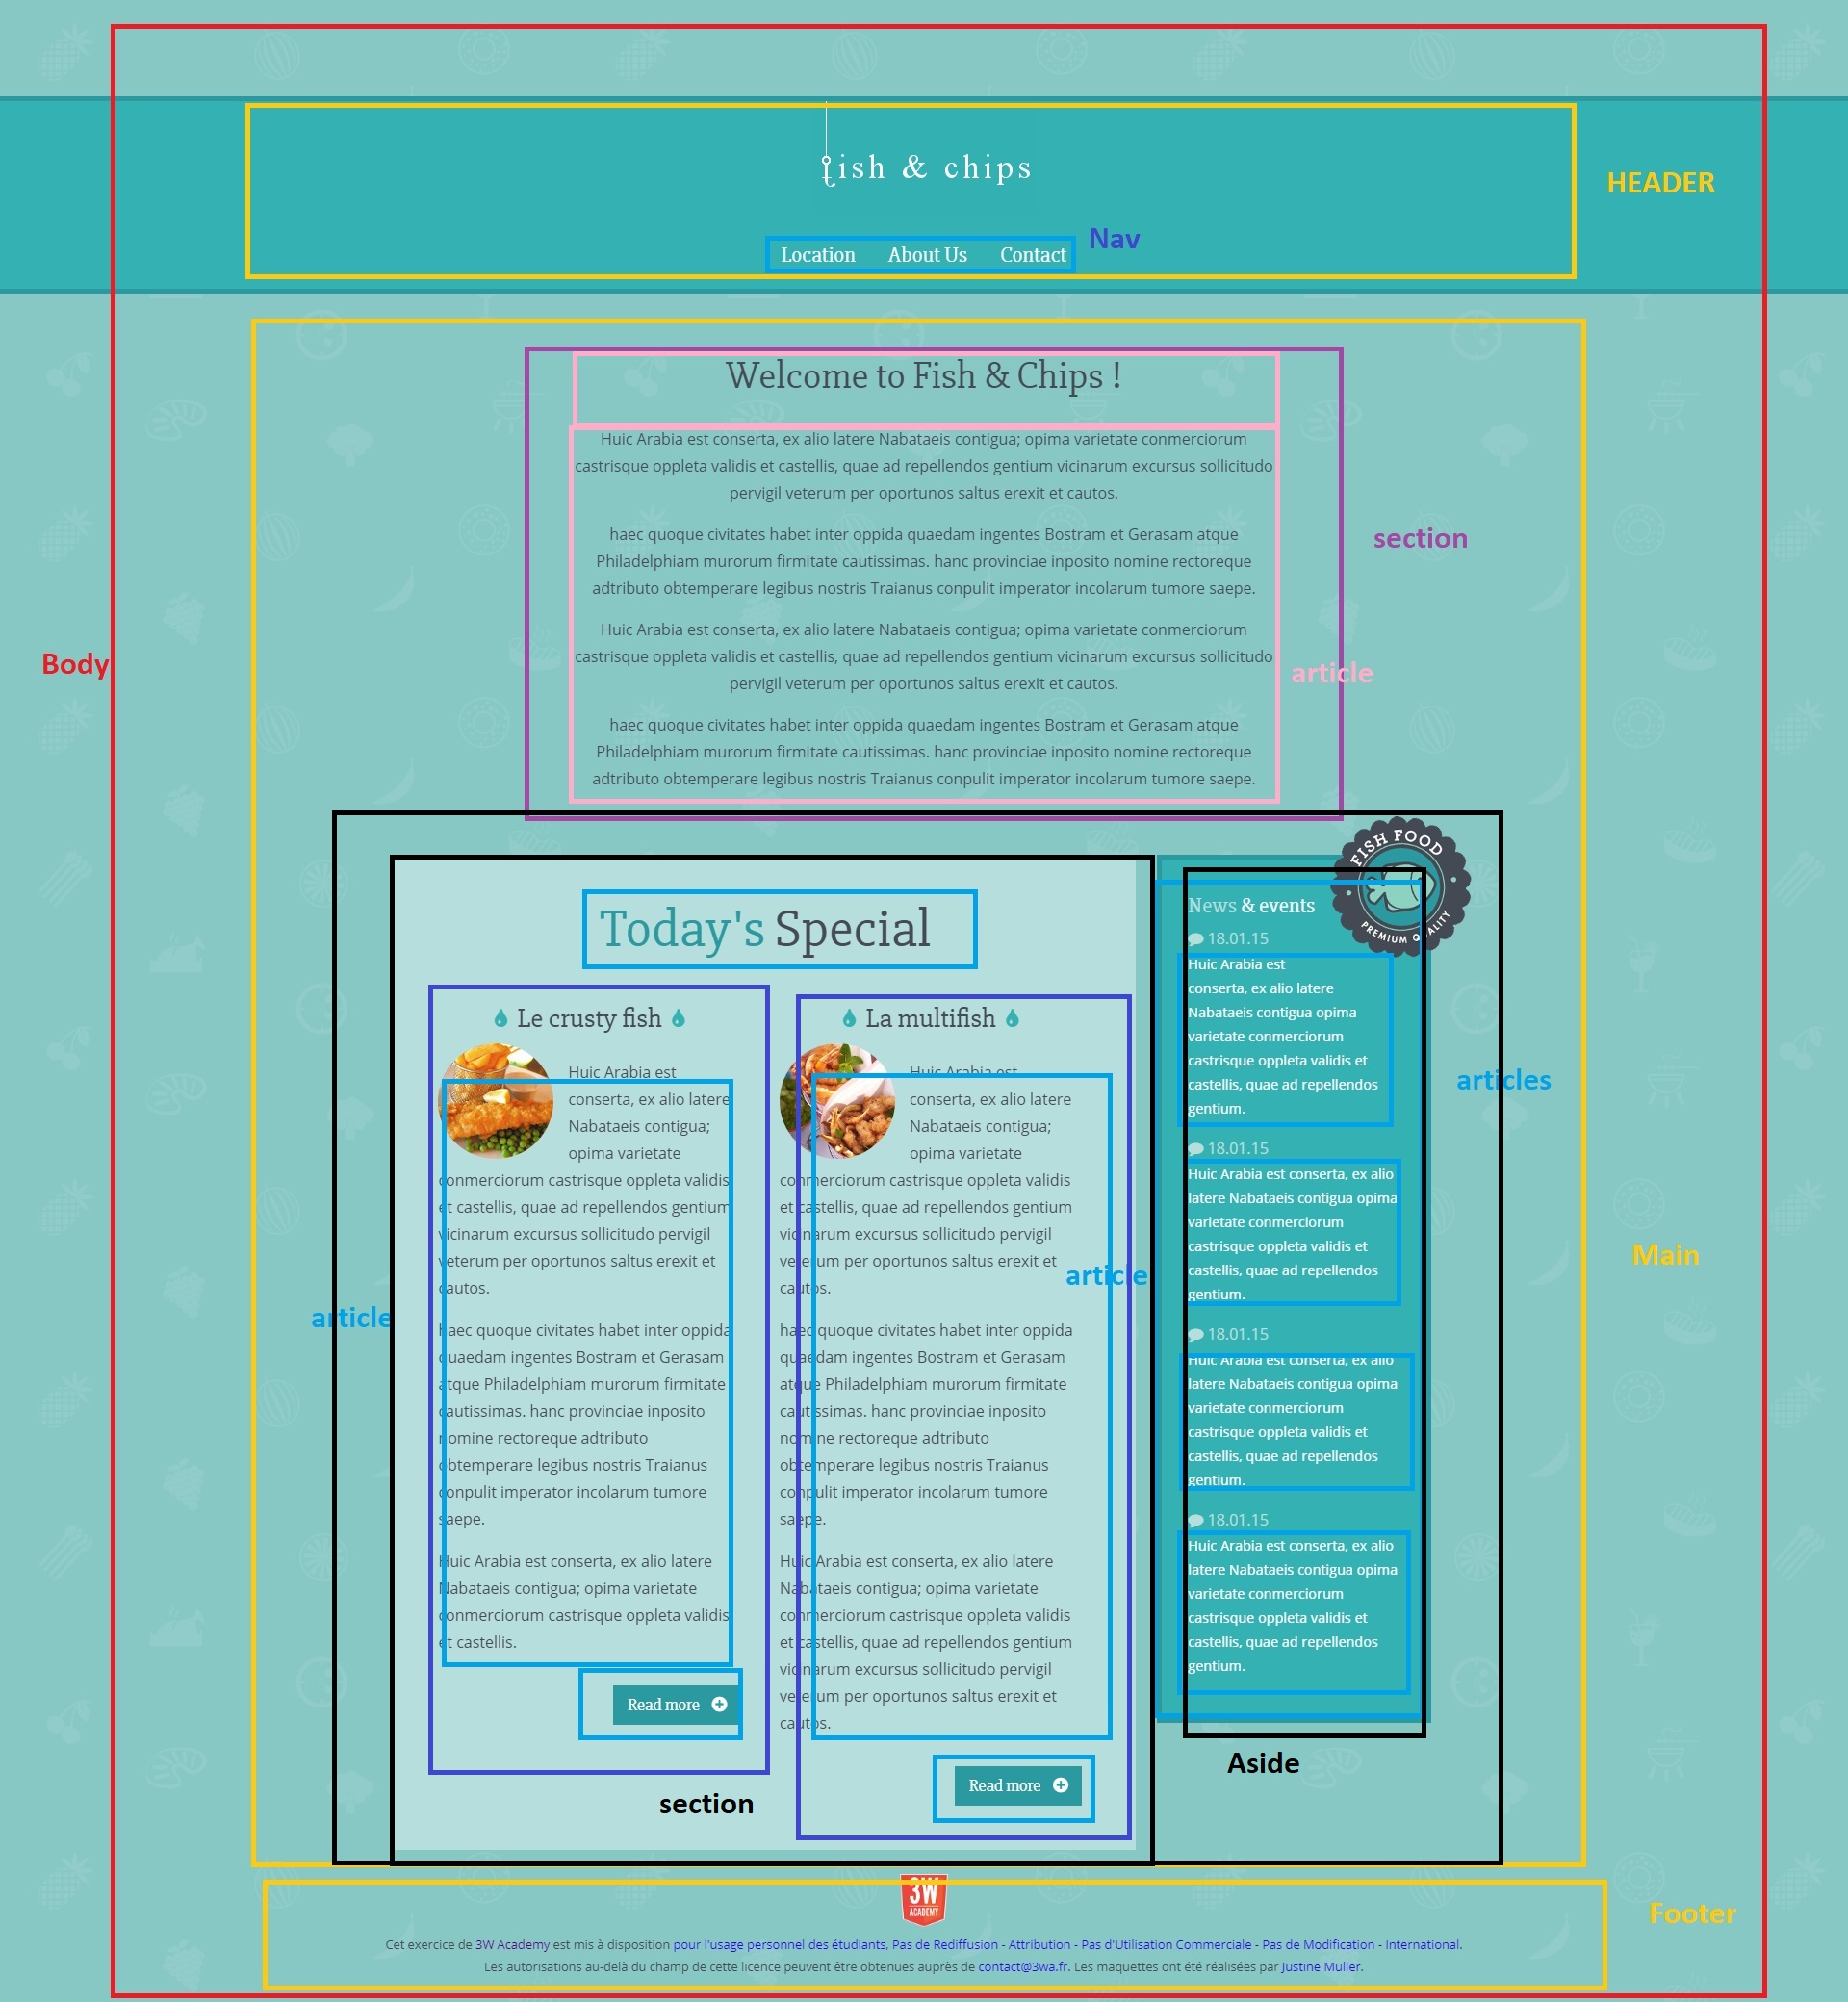 fish & chips
HEADER
Nav
Location About Us Contact
Welcome to Fish & Chips !
Huic Arabia est conserta, ex alio latere Nabataeis contigua; opima varietate conmerciorum
castrisque oppleta validis et castellis, quae ad repellendos gentium vicinarum excursus sollicitudo
pervigil veterum per oportunos saltus erexit et cautos.
section
haec quoque civitates habet inter oppida quaedam ingentes Bostram et Gerasam atque
Philadelphiam murorum firmitate cautissimas. hanc provinciae inposito nomine rectoreque
adtributo obtemperare legibus nostris Traianus conpulit imperator incolarum tumore saepe.
Huic Arabia est conserta, ex alio latere Nabataeis contigua; opima varietate conmerciorum
castrisque oppleta validis et castellis, quae ad repellendos gentium vicinarum excursus sollicitudo
pervigil veterum per oportunos saltus erexit et cautos.
Body
article
haec quoque civitates habet inter oppida quaedam ingentes Bostram et Gerasam atque
Philadelphiam murorum firmitate cautissimas. hanc provinciae inposito nomine rectoreque
adtributo obtemperare legibus nostris Traianus conpulit imperator incolarum tumore saepe.
Today's Special
Le crusty fish
Huic Arabia est
conserta, ex alio latere
Nabataeis contigua;
opima varietate
conmerciorum castrisque oppleta validis
et castellis, quae ad repellendos gentium
vicinarum excursus sollicitudo pervigil
veterum per oportunos saltus erexit et
cautos.
article
haec quoque civitates habet inter oppida
quaedam ingentes Bostram et Gerasam
atque Philadelphiam murorum firmitate
cautissimas. hanc provinciae inposito
nomine rectoreque adtributo
obtemperare legibus nostris Traianus
conpulit imperator incolarum tumore
saepe.
Huic Arabia est conserta, ex alio latere
Nabataeis contigua; opima varietate
conmerciorum castrisque oppleta validis
et castellis.
Read more
section
La multifish
Huic Arabia est
conserta, ex alio latere
Nabataeis contigua;
opima varietate
conmerciorum castrisque oppleta validis
et castellis, quae ad repellendos gentium
vicinarum excursus sollicitudo pervigil
veterum per oportunos saltus erexit et
cautos.
article
haec quoque civitates habet inter oppida
quaedam ingentes Bostram et Gerasam
atque Philadelphiam murorum firmitate
cautissimas. hanc provinciae inposito
nomine rectoreque adtributo
obtemperare legibus nostris Traianus
conpulit imperator incolarum tumore
saepe.
Huic Arabia est conserta, ex alio latere
Nabataeis contigua; opima varietate
conmerciorum castrisque oppleta validis
et castellis, quae ad repellendos gentium
vicinarum excursus sollicitudo pervigil
veterum per oportunos saltus erexit et
cautos.
Read more
FISH FOOD
PREMIUM QUALITY
News & events
18.01.15
Huic Arabia est
conserta, ex alio latere
Nabataeis contigua opima
varietate conmerciorum
castrisque oppleta validis et
castellis, quae ad repellendos
gentium.
articles
18.01.15
Huic Arabia est conserta, ex alio
latere Nabataeis contigua opima
varietate conmerciorum
castrisque oppleta validis et
castellis, quae ad repellendos
gentium.
Main
18.01.15
Huic Arabia est conserta, ex alio
latere Nabataeis contigua opima
varietate conmerciorum
castrisque oppleta validis et
castellis, quae ad repellendos
gentium.
18.01.15
Huic Arabia est conserta, ex alio
latere Nabataeis contigua opima
varietate conmerciorum
castrisque oppleta validis et
castellis, quae ad repellendos
gentium.
Aside
3W
ACADEMY
Footer
Cet exercice de 3W Academy est mis à disposition pour l'usage personnel des étudiants, Pas de Rediffusion - Attribution - Pas d'Utilisation Commerciale - Pas de Modification - International.
Les autorisations au-delà du champ de cette licence peuvent être obtenues auprès de contact@3wa.fr. Les maquettes ont été réalisées par Justine Muller.